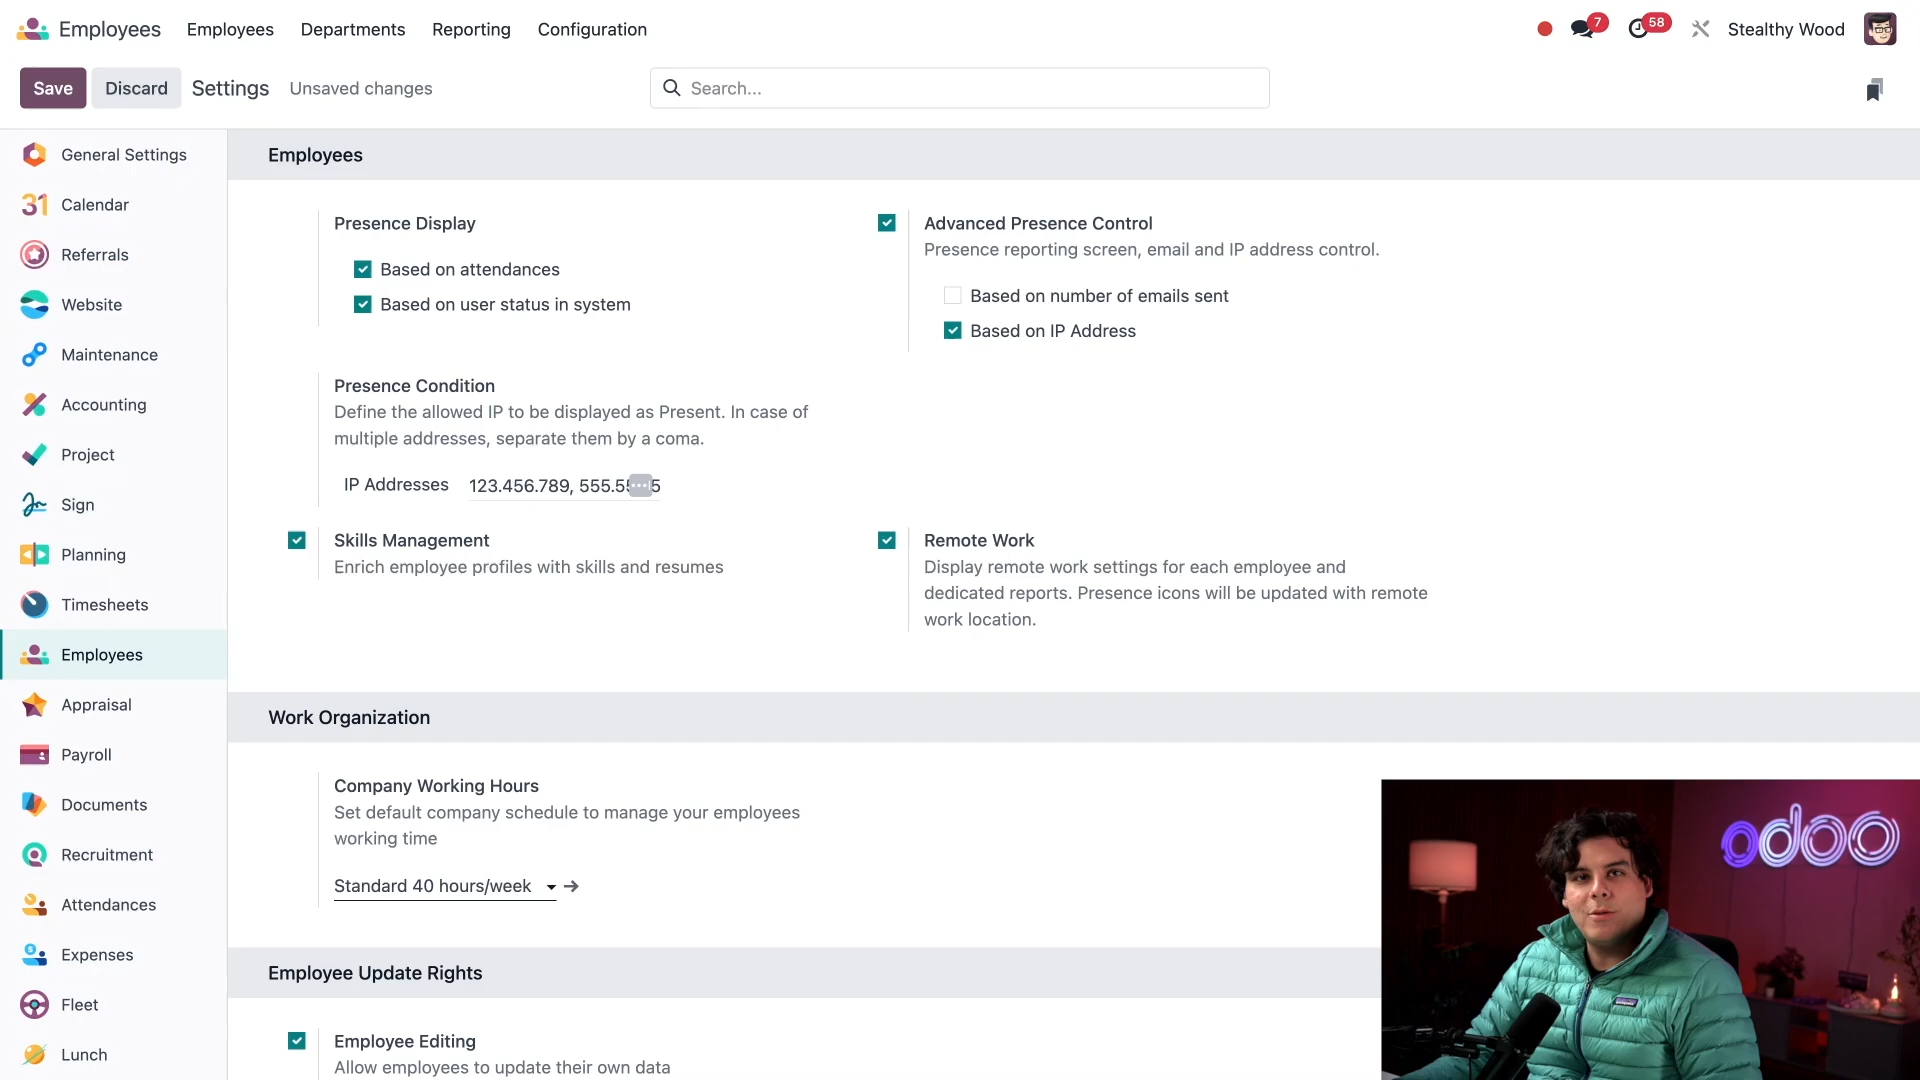 Employees
Employees
Departments
Reporting
Configuration
7
58
Stealthy Wood
Save
Discard
Settings
Unsaved changes
Search...
General Settings
31 Calendar
Referrals
Website
Maintenance
Accounting
Project
Sign
Planning
Timesheets
Employees
Appraisal
Payroll
Documents
Recruitment
Attendances
Expenses
Fleet
Lunch
Employees
Presence Display
Based on attendances
Based on user status in system
Advanced Presence Control
Presence reporting screen, email and IP address control.
Based on number of emails sent
Based on IP Address
Presence Condition
Define the allowed IP to be displayed as Present. In case of
multiple addresses, separate them by a coma.
IP Addresses
123.456.789,
Skills Management
Enrich employee profiles with skills and resumes
Remote Work
Display remote work settings for each employee and
dedicated reports. Presence icons will be updated with remote
work location.
Work Organization
Company Working Hours
Set default company schedule to manage your employees
working time
Standard 40 hours/week
Employee Update Rights
Employee Editing
Allow employees to update their own data
odoo
patagonia